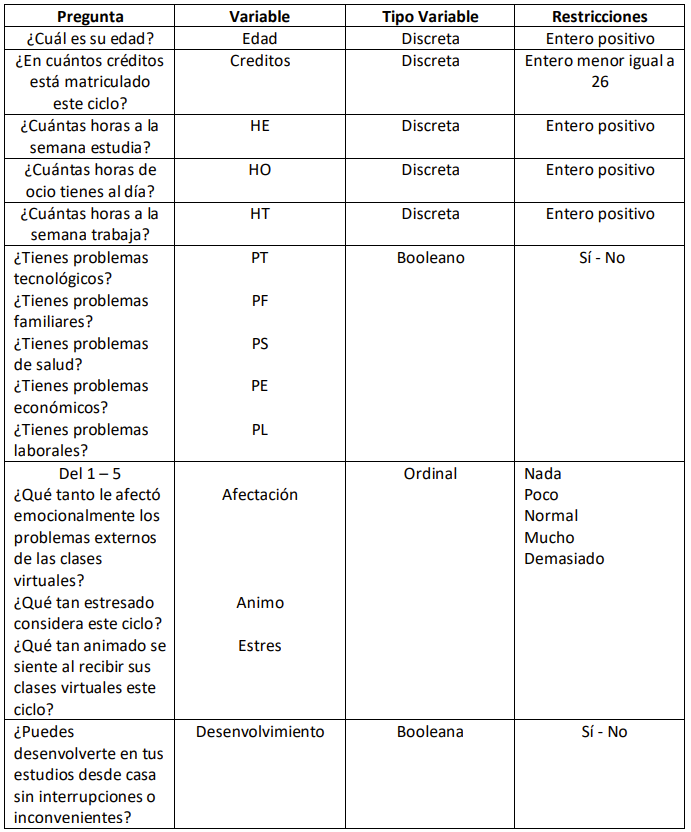 Pregunta Variable Tipo Variable Restricciones
¿Cuál es su edad? Edad Discreta Entero positivo
¿En cuántos créditos Creditos Discreta Entero menor igual a
está matriculado 26
este ciclo?
¿Cuántas horas a la HE Discreta Entero positivo
semana estudia?
¿Cuántas horas de HO Discreta Entero positivo
ocio tienes al día?
¿Cuántas horas a la HT Discreta Entero positivo
semana trabaja?
¿Tienes problemas PT Booleano Sí - No
tecnológicos?
¿Tienes problemas PF
familiares?
¿Tienes problemas PS
de salud?
¿Tienes problemas PE
económicos?
¿Tienes problemas PL
laborales?
Del 1 – 5 Ordinal Nada
¿Qué tanto le afectó Afectación Poco
emocionalmente los Normal
problemas externos Mucho
de las clases Demasiado
virtuales?
¿Qué tan estresado Animo
considera este ciclo?
¿Qué tan animado se Estres
siente al recibir sus
clases virtuales este
ciclo?
¿Puedes Desenvolvimiento Booleana Sí - No
desenvolverte en tus
estudios desde casa
sin interrupciones o
inconvenientes?